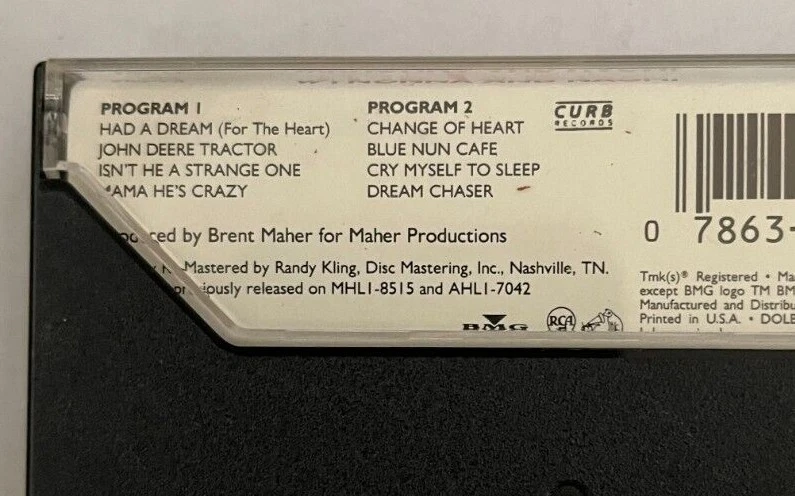 PROGRAM 1
HAD A DREAM (For The Heart)
JOHN DEERE TRACTOR
ISN'T HE A STRANGE ONE
MAMA HE'S CRAZY
PROGRAM 2
CHANGE OF HEART
BLUE NUN CAFE
CRY MYSELF TO SLEEP
DREAM CHASER
CURB
RECORDS
Produced by Brent Maher for Maher Productions
Mastered by Randy Kling, Disc Mastering, Inc., Nashville, TN.
previously released on MHL1-8515 and AHL1-7042
BMG
RCA
0 7863-
Tmk(s)® Registered • Ma
except BMG logo TM BM
Manufactured and Distribu
Printed in U.S.A. • DOLB